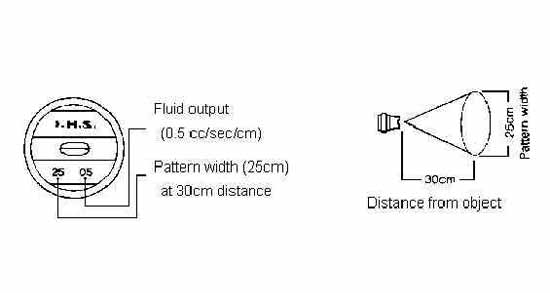 I.H.S.
25 05
Fluid output
(0.5 cc/sec/cm)
Pattern width (25cm)
at 30cm distance
25cm
Pattern width
30cm
Distance from object